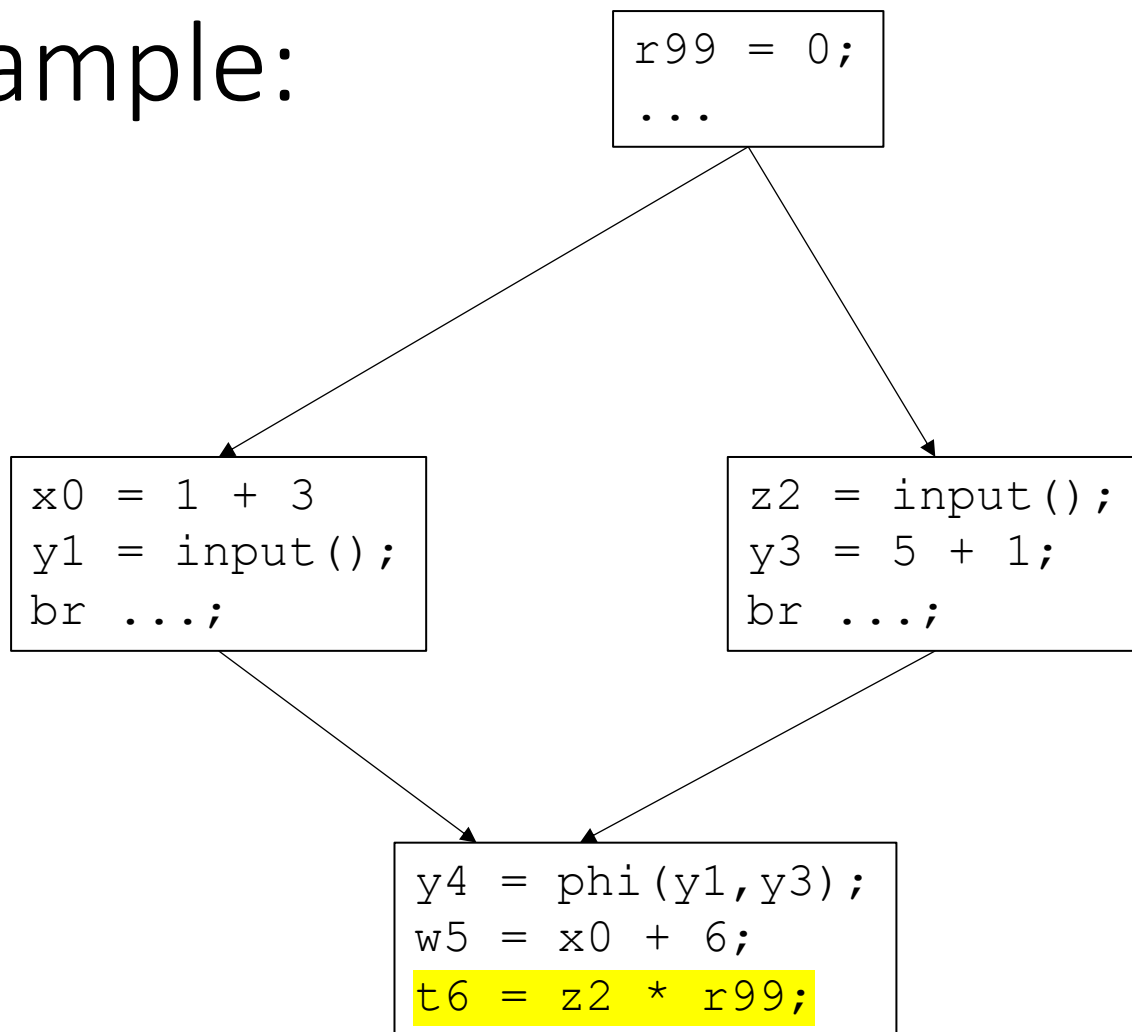 ample:
r99 = 0;
...
x0 = 1 + 3
y1 = input();
br ...;
z2 = input();
y3 = 5 + 1;
br ...;
y4 = phi(y1,y3);
w5 = x0 + 6;
t6 = z2 * r99;